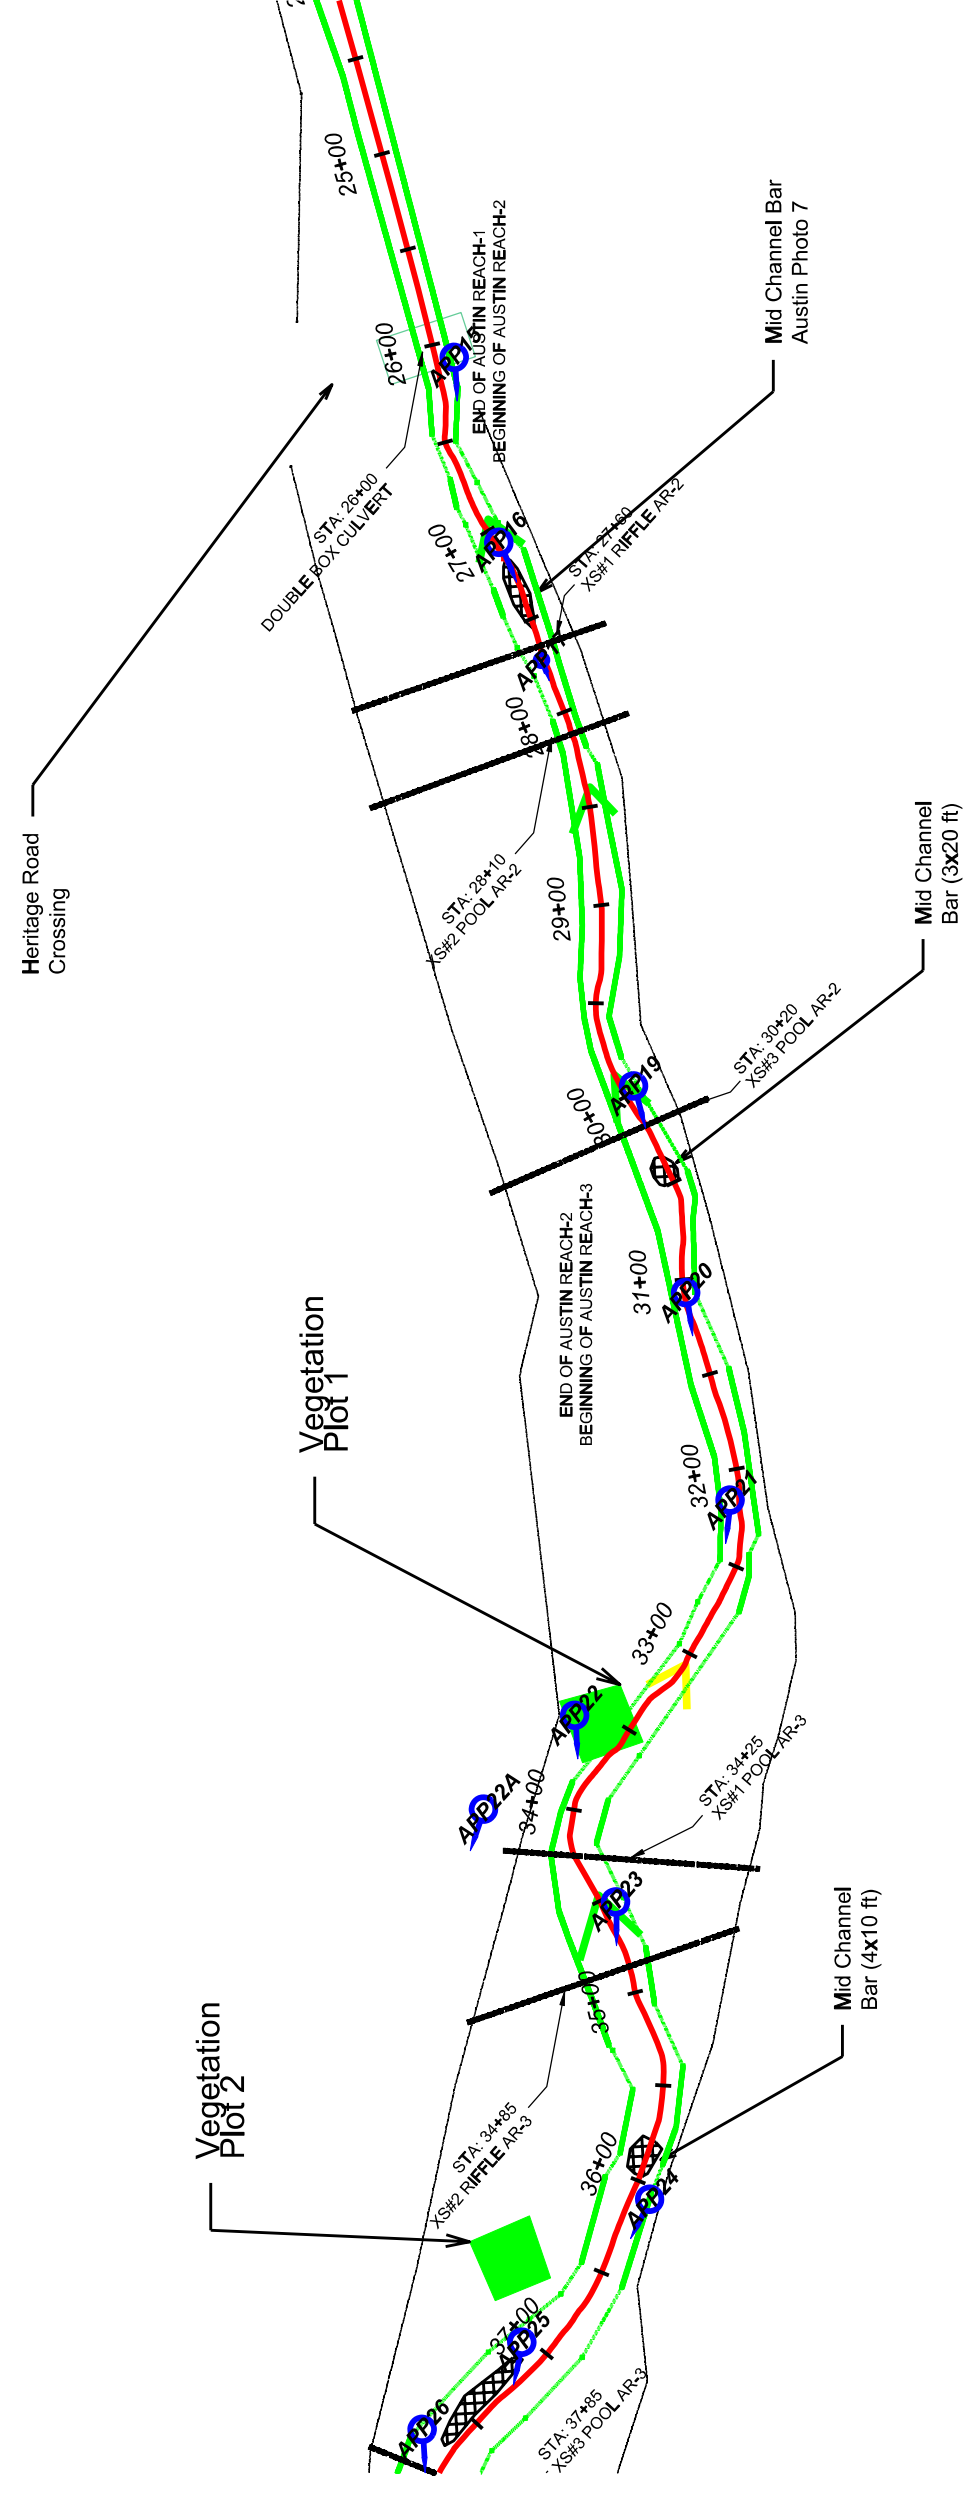 25+00
26+00
APP15
END OF AUSTIN REACH-1
BEGINNING OF AUSTIN REACH-2
Mid Channel Bar
Austin Photo 7
STA: 26+00
DOUBLE BOX CULVERT
27+00
APP16
STA: 27+60
XS#1 RIFFLE AR-2
28+00
Heritage Road
Crossing
STA: 28+10
XS#2 POOL AR-2
29+00
Mid Channel
Bar (3x20 ft)
STA: 30+20
XS#3 POOL AR-2
APP19
30+00
END OF AUSTIN REACH-2
BEGINNING OF AUSTIN REACH-3
31+00
APP20
Vegetation
Plot 1
32+00
APP21
33+00
APP22
STA: 34+25
XS#1 POOL AR-3
34+00
APP22A
APP23
Mid Channel
Bar (4x10 ft)
35+00
Vegetation
Plot 2
STA: 34+85
XS#2 RIFFLE AR-3
36+00
APP24
37+00
APP25
STA: 37+85
XS#3 POOL AR-3
APP26